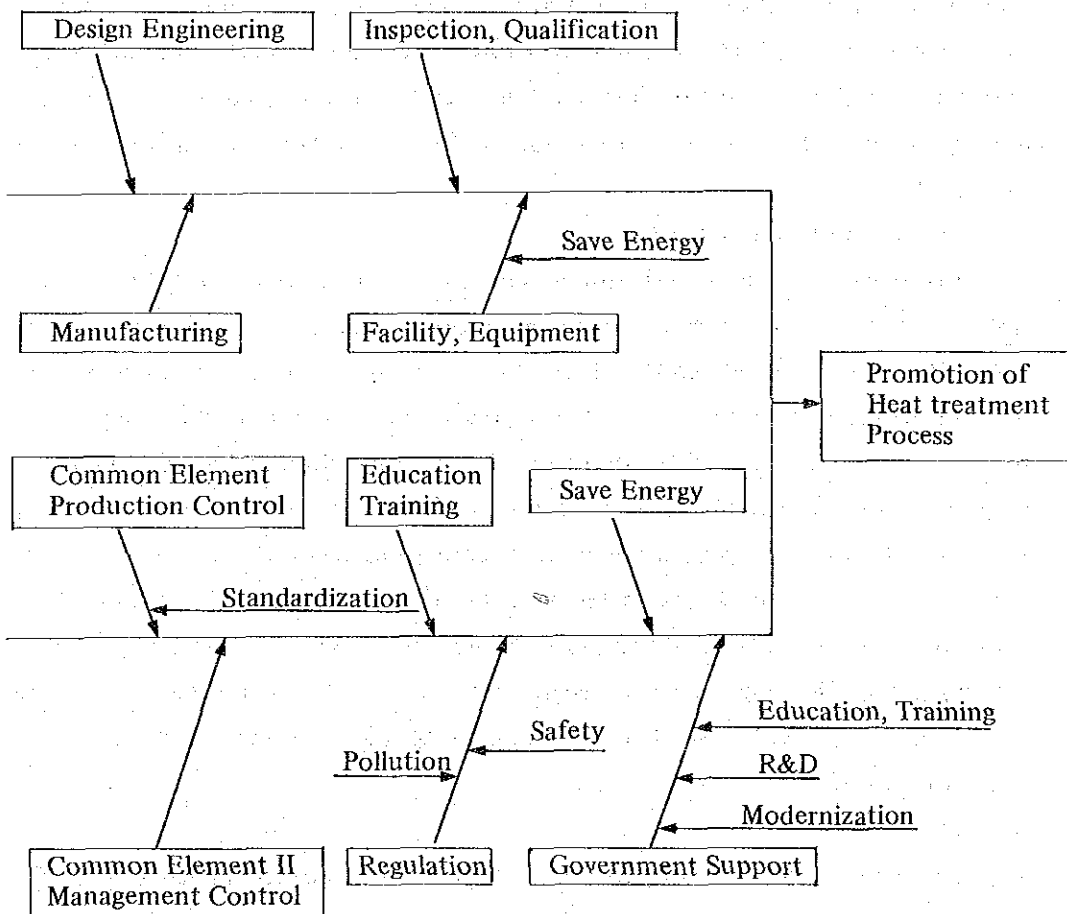 Design Engineering
Inspection, Qualification
Save Energy
Manufacturing
Facility, Equipment
Promotion of
Heat treatment
Process
Common Element
Production Control
Education
Training
Save Energy
Standardization
Education, Training
Safety
Pollution
R&D
Modernization
Common Element II
Management Control
Regulation
Government Support